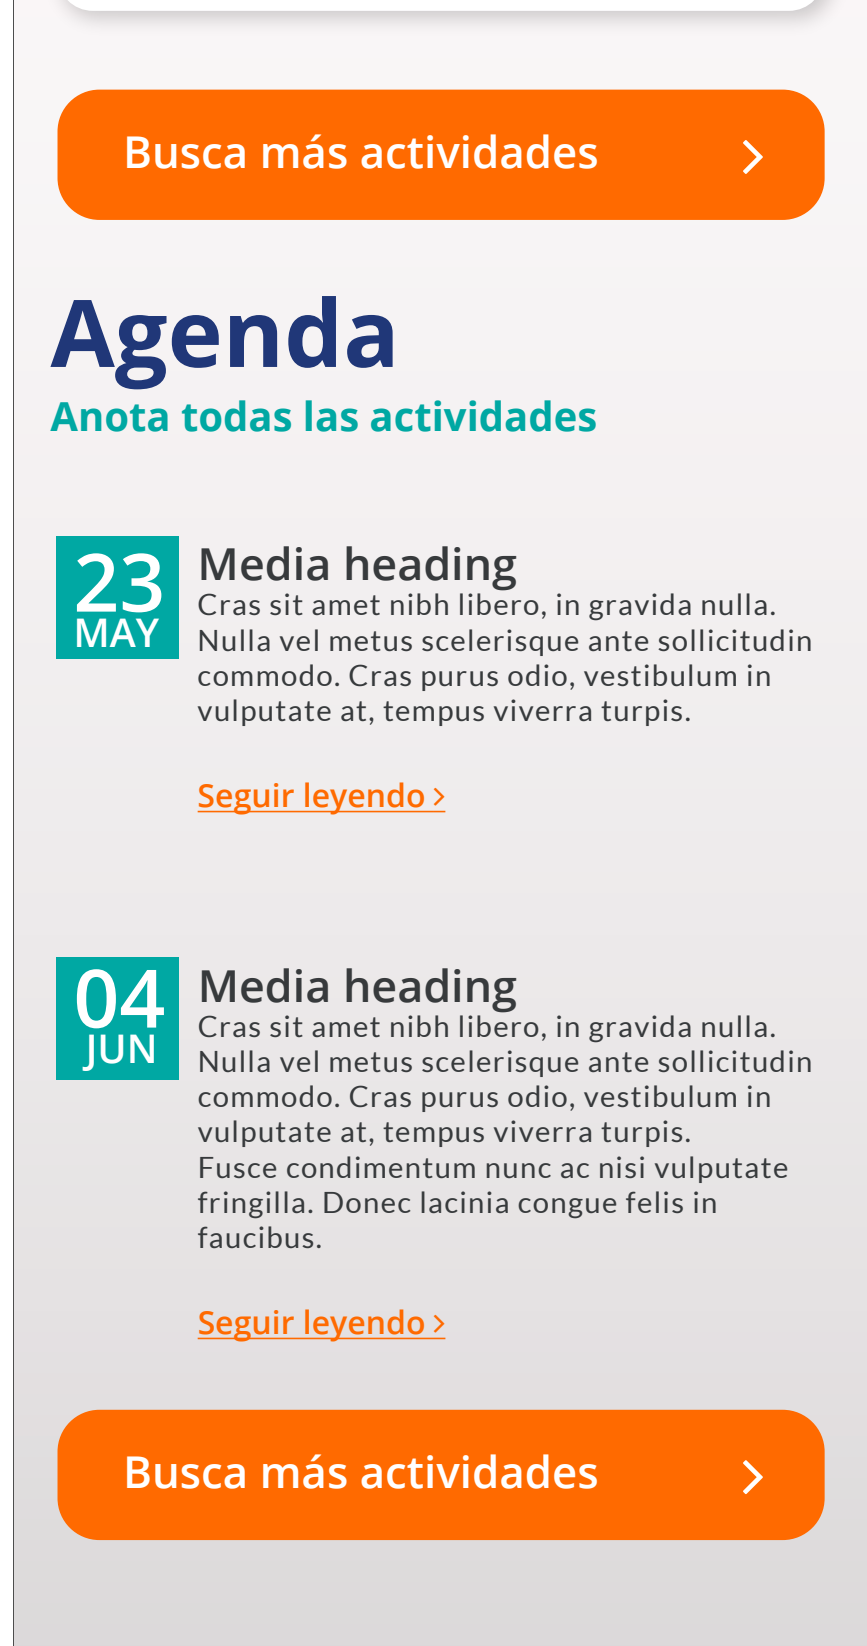 Busca más actividades
Agenda
Anota todas las actividades
23
MAY
Media heading
Cras sit amet nibh libero, in gravida nulla.
Nulla vel metus scelerisque ante sollicitudin
commodo. Cras purus odio, vestibulum in
vulputate at, tempus viverra turpis.
Seguir leyendo
04
JUN
Media heading
Cras sit amet nibh libero, in gravida nulla.
Nulla vel metus scelerisque ante sollicitudin
commodo. Cras purus odio, vestibulum in
vulputate at, tempus viverra turpis.
Fusce condimentum nunc ac nisi vulputate
fringilla. Donec lacinia congue felis in
faucibus.
Seguir leyendo
Busca más actividades